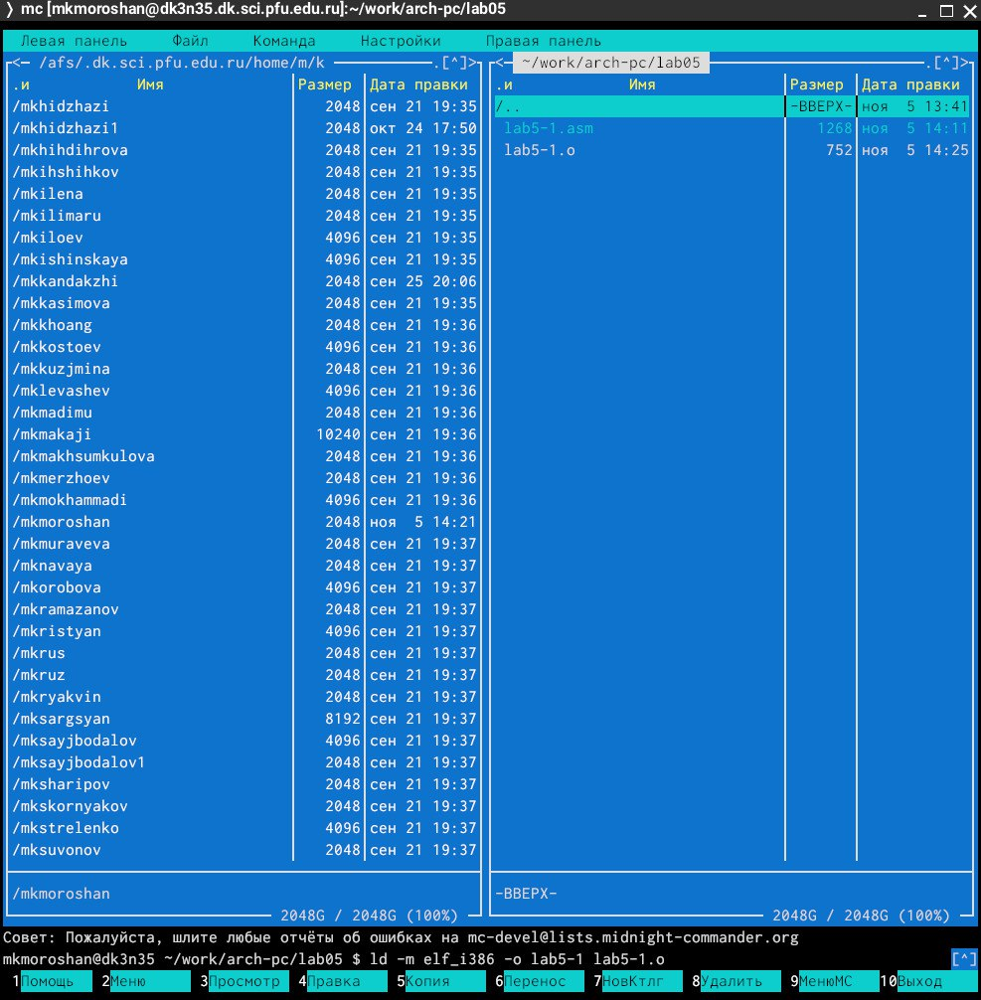 mc [mkmoroshan@dk3n35.dk.sci.pfu.edu.ru]:~/work/arch-pc/lab05
Левая панель Файл Команда Настройки Правая панель
<─ /afs/.dk.sci.pfu.edu.ru/home/m/k ─.[^]>
.и Имя Размер Дата правки
/mkhidzhazi 2048 сен 21 19:35
/mkhidzhazi1 2048 окт 24 17:50
/mkhihdihrova 2048 сен 21 19:35
/mkihshihkov 2048 сен 21 19:35
/mkilena 2048 сен 21 19:35
/mkilimaru 2048 сен 21 19:35
/mkiloev 4096 сен 21 19:35
/mkishinskaya 4096 сен 21 19:35
/mkkandakzhi 2048 сен 25 20:06
/mkkasimova 2048 сен 21 19:35
/mkkhoang 2048 сен 21 19:36
/mkkostoev 4096 сен 21 19:36
/mkkuzjmina 2048 сен 21 19:36
/mklevashev 4096 сен 21 19:36
/mkmadimu 2048 сен 21 19:36
/mkmakaji 10240 сен 21 19:36
/mkmakhsumkulova 2048 сен 21 19:36
/mkmerzhoev 2048 сен 21 19:36
/mkmokhammadi 4096 сен 21 19:36
/mkmoroshan 2048 ноя 5 14:21
/mkmuraveva 2048 сен 21 19:37
/mknavaya 2048 сен 21 19:37
/mkorobova 4096 сен 21 19:37
/mkramazanov 2048 сен 21 19:37
/mkristyan 4096 сен 21 19:37
/mkrus 2048 сен 21 19:37
/mkruz 2048 сен 21 19:37
/mkryakvin 2048 сен 21 19:37
/mksargsyan 8192 сен 21 19:37
/mksayjbodalov 4096 сен 21 19:37
/mksayjbodalov1 2048 сен 21 19:37
/mksharipov 2048 сен 21 19:37
/mkskornyakov 2048 сен 21 19:37
/mkstrelenko 4096 сен 21 19:37
/mksuvonov 2048 сен 21 19:37
/mkmoroshan
2048G / 2048G (100%)
<─ ~/work/arch-pc/lab05 ─.[^]>
.и Имя Размер Дата правки
/.. -ВВЕРХ- ноя 5 13:41
lab5-1.asm 1268 ноя 5 14:11
lab5-1.o 752 ноя 5 14:25
-ВВЕРХ-
2048G / 2048G (100%)
Совет: Пожалуйста, шлите любые отчёты об ошибках на mc-devel@lists.midnight-commander.org
mkmoroshan@dk3n35 ~/work/arch-pc/lab05 $ ld -m elf_i386 -o lab5-1 lab5-1.o [^]
1Помощь 2Меню 3Просмотр 4Правка 5Копия 6Перенос 7НовКтлг 8Удалить 9МенюМС 10Выход